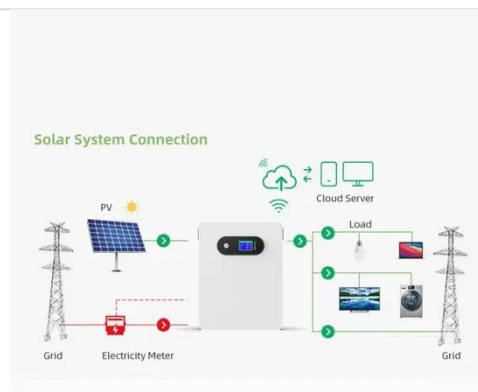 Solar System Connection
Cloud Server
PV
Load
Grid
Electricity Meter
Grid